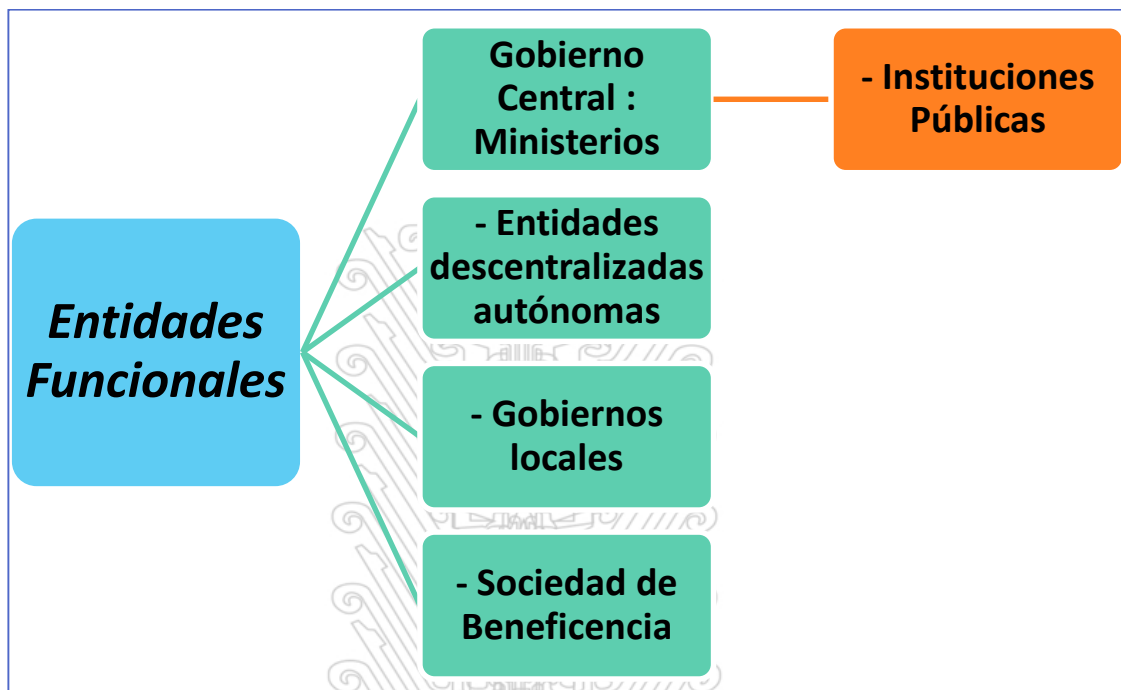 Entidades
Funcionales
Gobierno
Central :
Ministerios
- Instituciones
Públicas
- Entidades
descentralizadas
autónomas
- Gobiernos
locales
- Sociedad de
Beneficencia